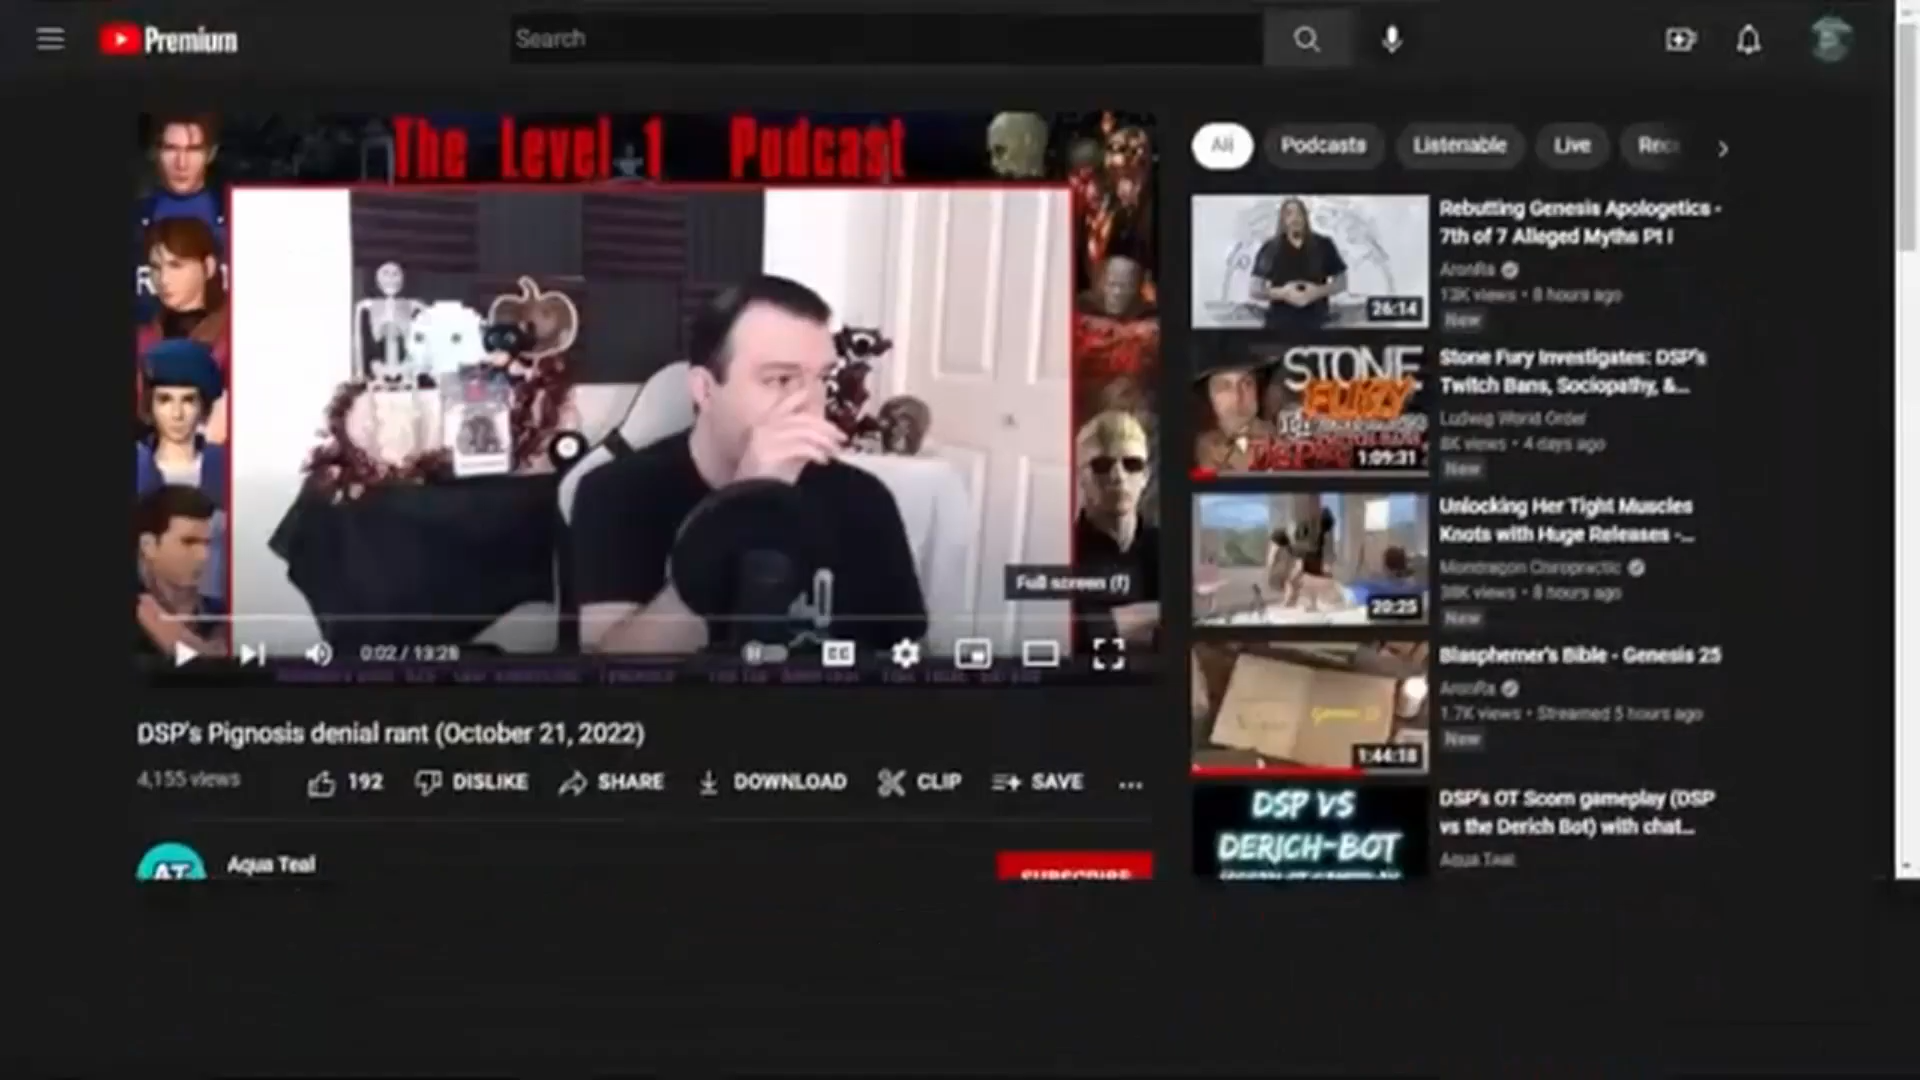 Premium
Search
The Level 1 Podcast
Full screen (f)
0:02 / 13:28
CC
DSP's Pignosis denial rant (October 21, 2022)
4,155 views
192
DISLIKE
SHARE
DOWNLOAD
CLIP
SAVE
AT
Aqua Teal
SUBSCRIBE
All
Podcasts
Listenable
Live
Rece
Rebutting Genesis Apologetics -
7th of 7 Alleged Myths Pt I
AronRa
13K views • 8 hours ago
New
26:14
Stone Fury Investigates: DSP's
Twitch Bans, Sociopathy, &...
Ludwig World Order
8K views • 4 days ago
New
STONE
FURY
1:09:31
Unlocking Her Tight Muscles
Knots with Huge Releases -...
Mondragon Chiropractic
38K views • 8 hours ago
New
20:25
Blasphemer's Bible - Genesis 25
AronRa
1.7K views • Streamed 5 hours ago
New
1:44:18
DSP VS
DERICH-BOT
DSP's OT Scorn gameplay (DSP
vs the Derich Bot) with chat...
Aqua Teal